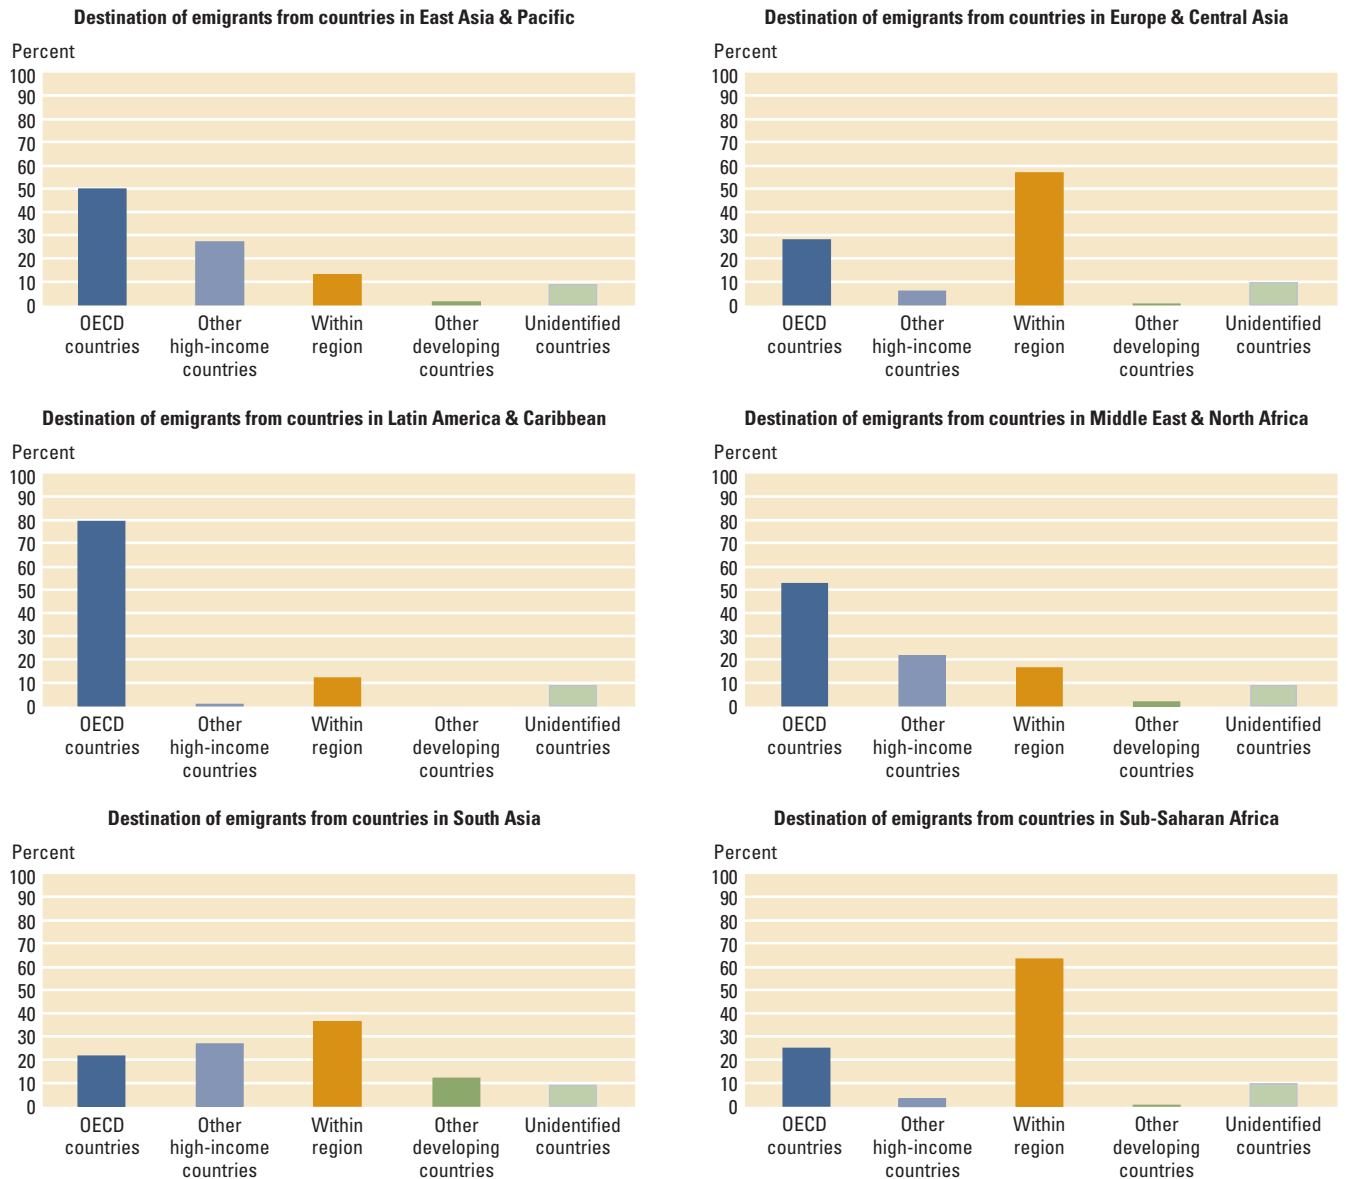 Destination of emigrants from countries in East Asia & Pacific
Percent
100
90
80
70
60
50
40
30
20
10
0
OECD countries
Other high-income countries
Within region
Other developing countries
Unidentified countries
Destination of emigrants from countries in Europe & Central Asia
Percent
100
90
80
70
60
50
40
30
20
10
0
OECD countries
Other high-income countries
Within region
Other developing countries
Unidentified countries
Destination of emigrants from countries in Latin America & Caribbean
Percent
100
90
80
70
60
50
40
30
20
10
0
OECD countries
Other high-income countries
Within region
Other developing countries
Unidentified countries
Destination of emigrants from countries in Middle East & North Africa
Percent
100
90
80
70
60
50
40
30
20
10
0
OECD countries
Other high-income countries
Within region
Other developing countries
Unidentified countries
Destination of emigrants from countries in South Asia
Percent
100
90
80
70
60
50
40
30
20
10
0
OECD countries
Other high-income countries
Within region
Other developing countries
Unidentified countries
Destination of emigrants from countries in Sub-Saharan Africa
Percent
100
90
80
70
60
50
40
30
20
10
0
OECD countries
Other high-income countries
Within region
Other developing countries
Unidentified countries